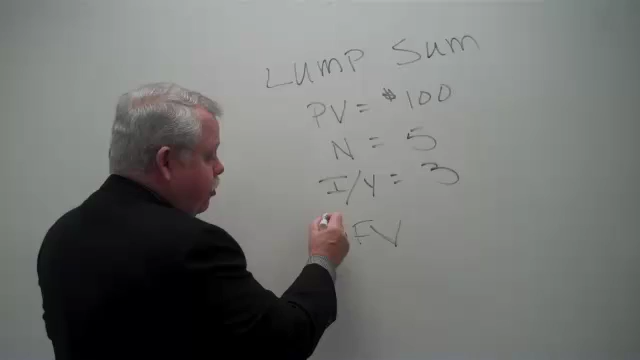 LUMP SUM
PV = $100
N = 5
I/Y = 3
FV